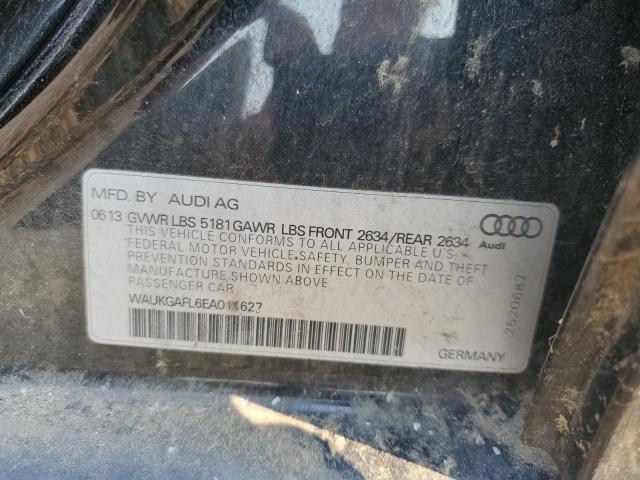 MFD. BY AUDI AG
0613 GVWR LBS 5181 GAWR LBS FRONT 2634/REAR 2634
THIS VEHICLE CONFORMS TO ALL APPLICABLE U.S.
FEDERAL MOTOR VEHICLE SAFETY, BUMPER AND THEFT
PREVENTION STANDARDS IN EFFECT ON THE DATE OF
MANUFACTURE SHOWN ABOVE
PASSENGER CAR
WAUKGAFL6EA011627
Audi
2520687
GERMANY